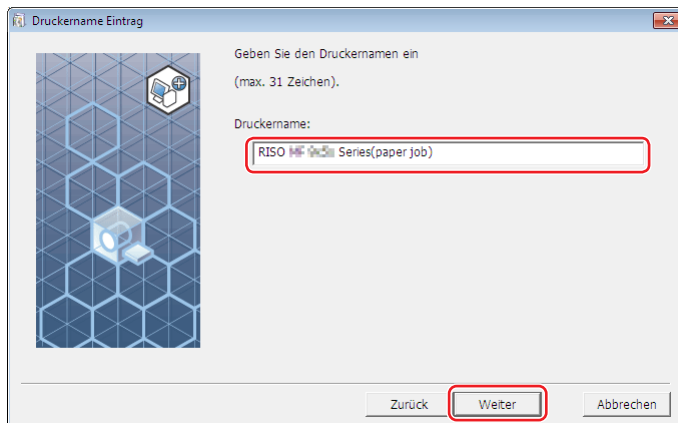 Druckername Eintrag
Geben Sie den Druckernamen ein
(max. 31 Zeichen).
Druckername:
RISO Series(paper job)
Zurück
Weiter
Abbrechen